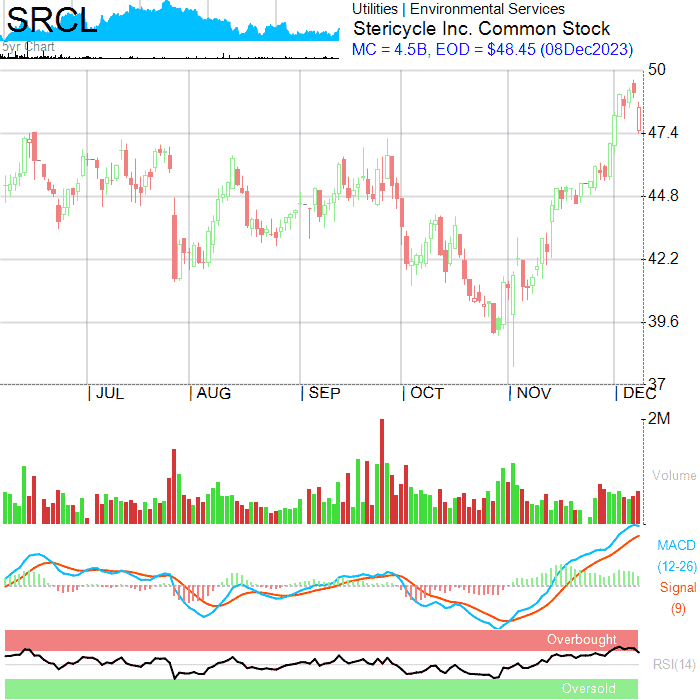 SRCL
5yr Chart
Utilities | Environmental Services
Stericycle Inc. Common Stock
MC = 4.5B, EOD = $48.45 (08Dec2023)
50
47.4
44.8
42.2
39.6
37
| JUL | AUG | SEP | OCT | NOV | DEC
2M
Volume
MACD
(12-26)
Signal
(9)
Overbought
RSI(14)
Oversold